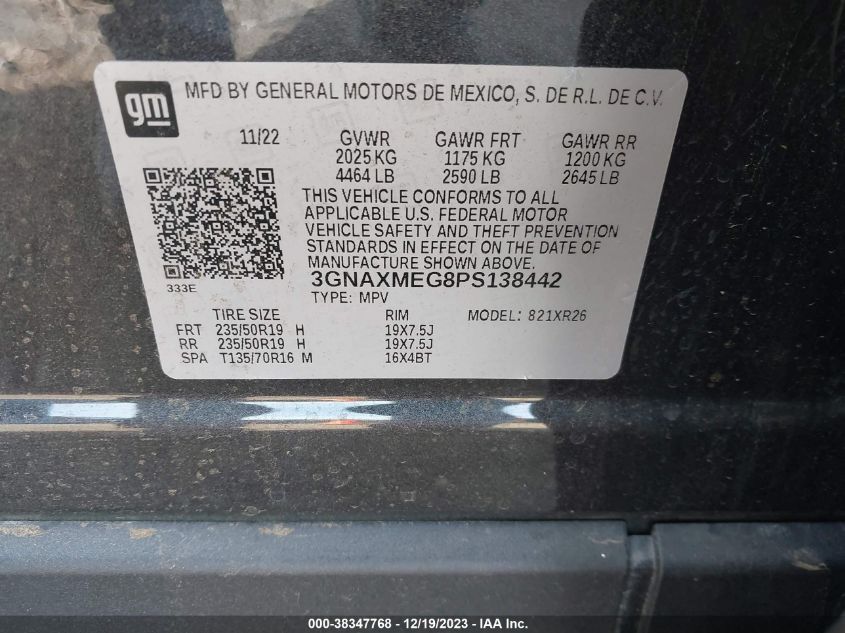 gm
MFD BY GENERAL MOTORS DE MEXICO, S. DE R.L. DE C.V.
11/22 GVWR GAWR FRT GAWR RR
2025 KG 1175 KG 1200 KG
4464 LB 2590 LB 2645 LB
THIS VEHICLE CONFORMS TO ALL
APPLICABLE U.S. FEDERAL MOTOR
VEHICLE SAFETY AND THEFT PREVENTION
STANDARDS IN EFFECT ON THE DATE OF
MANUFACTURE SHOWN ABOVE.
333E
3GNAXMEG8PS138442
TYPE: MPV
TIRE SIZE RIM MODEL: 821XR26
FRT 235/50R19 H 19X7.5J
RR 235/50R19 H 19X7.5J
SPA T135/70R16 M 16X4BT
000-38347768 - 12/19/2023 - IAA Inc.